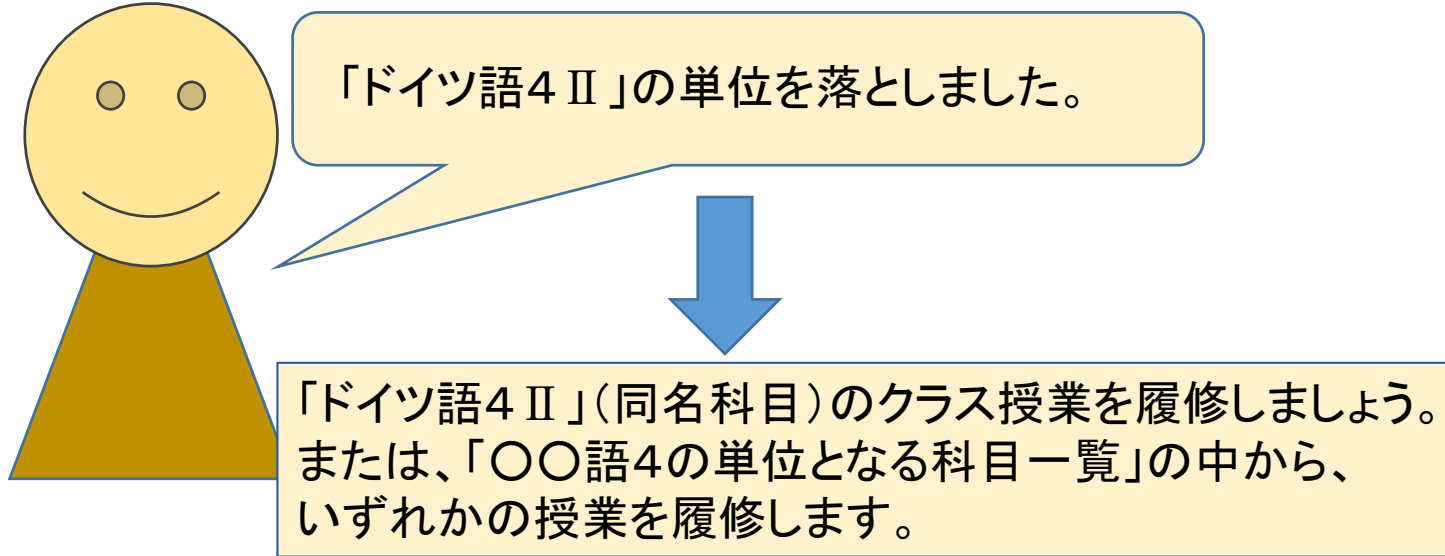 「ドイツ語4Ⅱ」の単位を落としました。
「ドイツ語4Ⅱ」(同名科目)のクラス授業を履修しましょう。
または、「〇〇語4の単位となる科目一覧」の中から、
いずれかの授業を履修します。